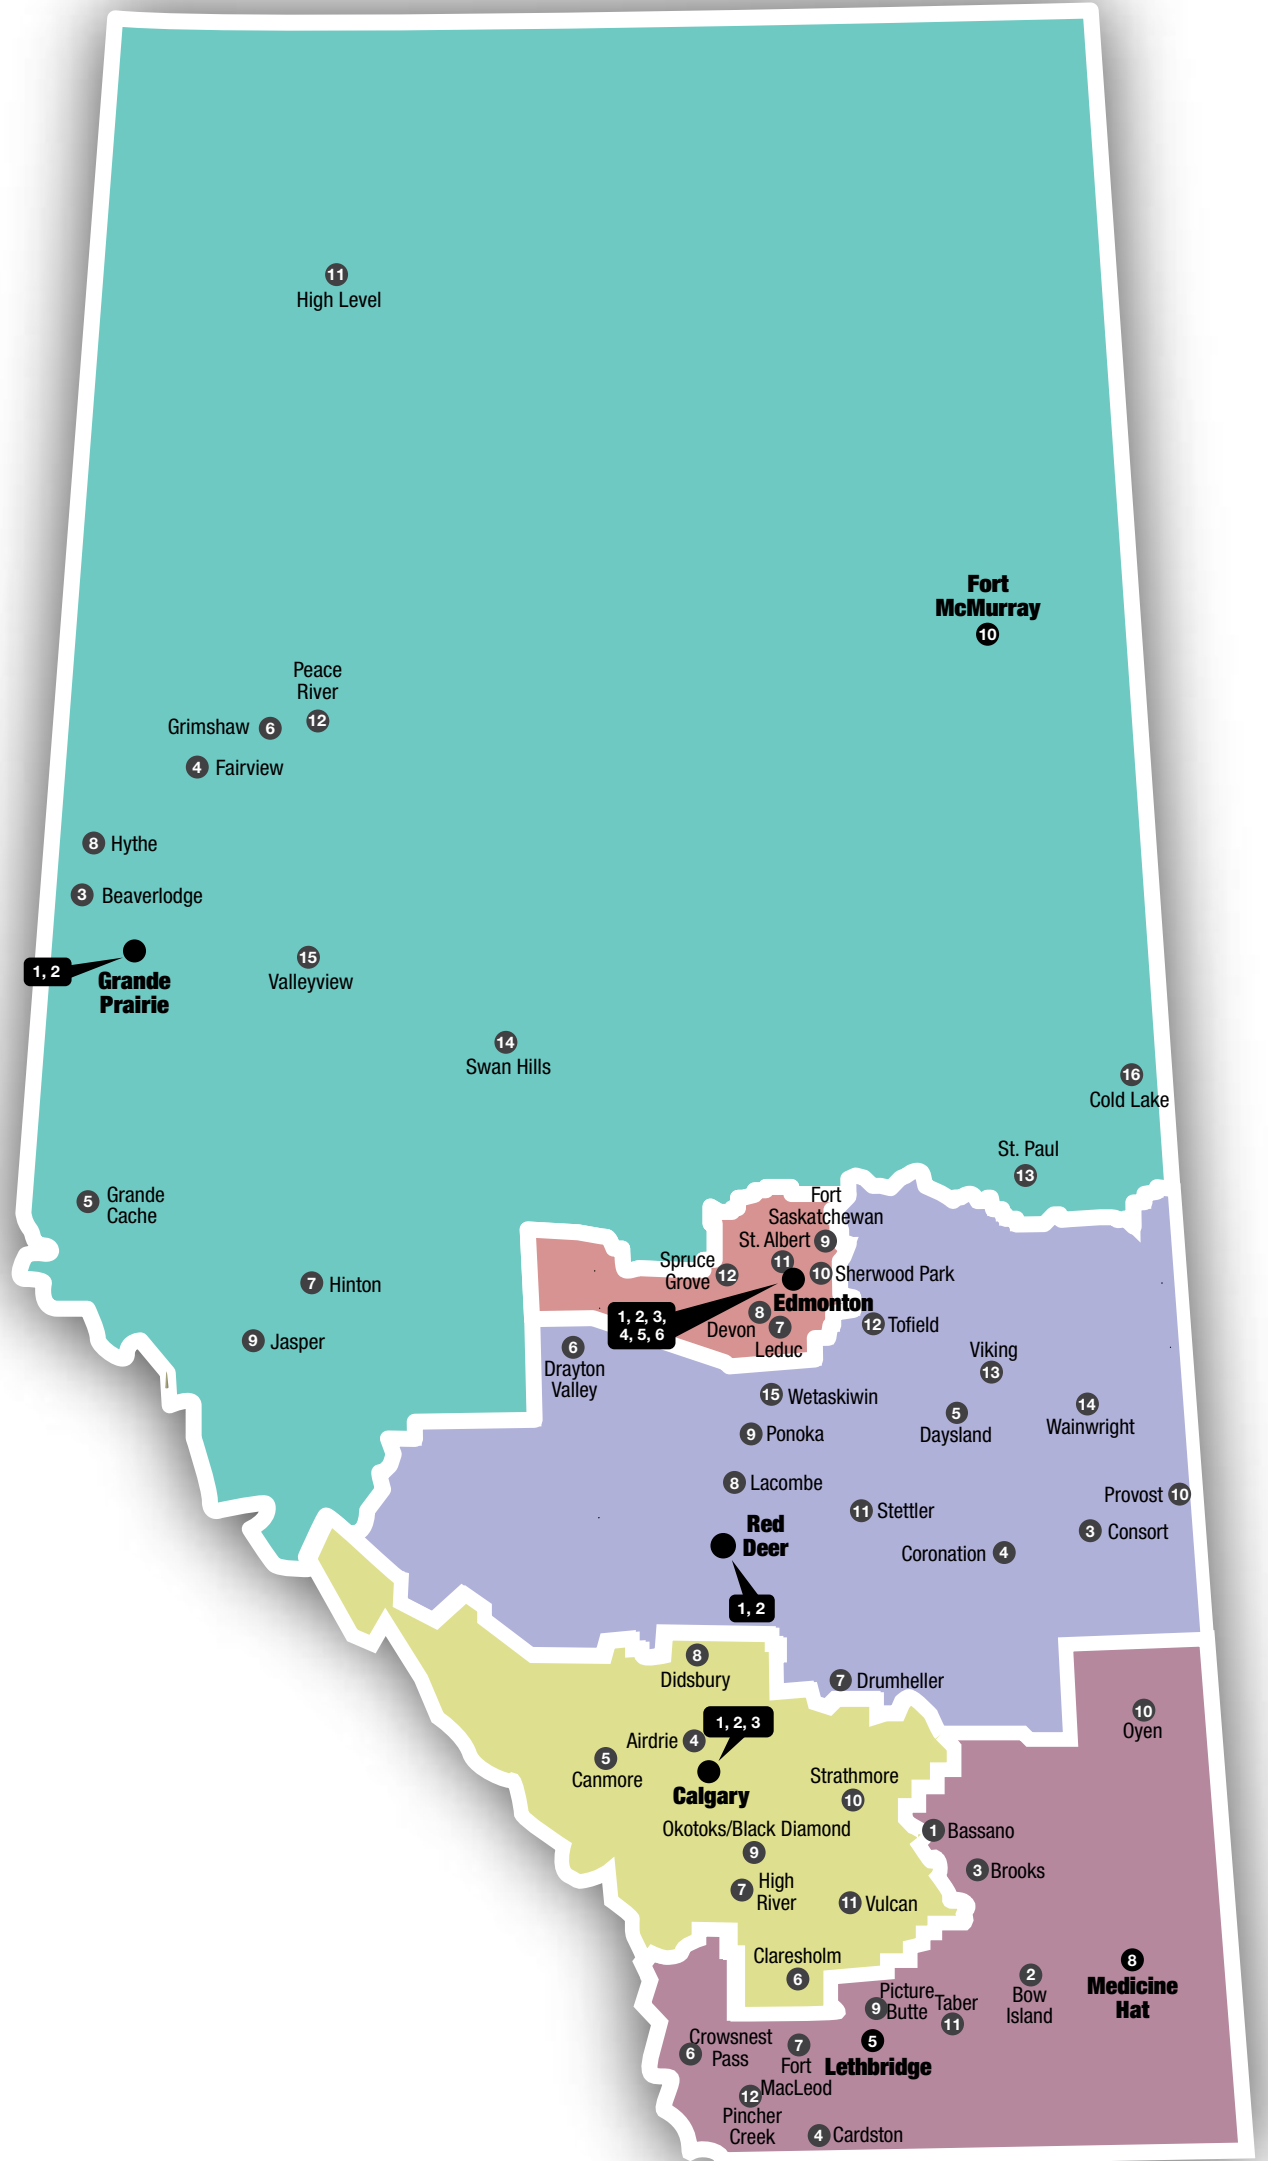 11
High Level
Fort
McMurray
10
Peace
River
12
Grimshaw 6
4 Fairview
8 Hythe
3 Beaverlodge
1, 2
Grande
Prairie
15
Valleyview
14
Swan Hills
16
Cold Lake
St. Paul
13
5 Grande
Cache
7 Hinton
9 Jasper
Fort
Saskatchewan
9
St. Albert
11
Spruce
Grove 12
10 Sherwood Park
Edmonton
1, 2, 3,
4, 5, 6
8
Devon
7
Leduc
12 Tofield
6
Drayton
Valley
Viking
13
15 Wetaskiwin
5
Daysland
14
Wainwright
9 Ponoka
8 Lacombe
Provost 10
11 Stettler
3 Consort
Red
Deer
1, 2
Coronation 4
8
Didsbury
7 Drumheller
10
Oyen
1, 2, 3
Airdrie 4
5
Canmore
Calgary
Strathmore
10
Okotoks/Black Diamond
9
1 Bassano
3 Brooks
7 High
River
11 Vulcan
Claresholm
6
8
Medicine
Hat
2
Bow
Island
9 Picture
Butte
Taber
11
5
Lethbridge
6 Crowsnest
Pass
7
Fort
MacLeod
12
Pincher
Creek
4 Cardston